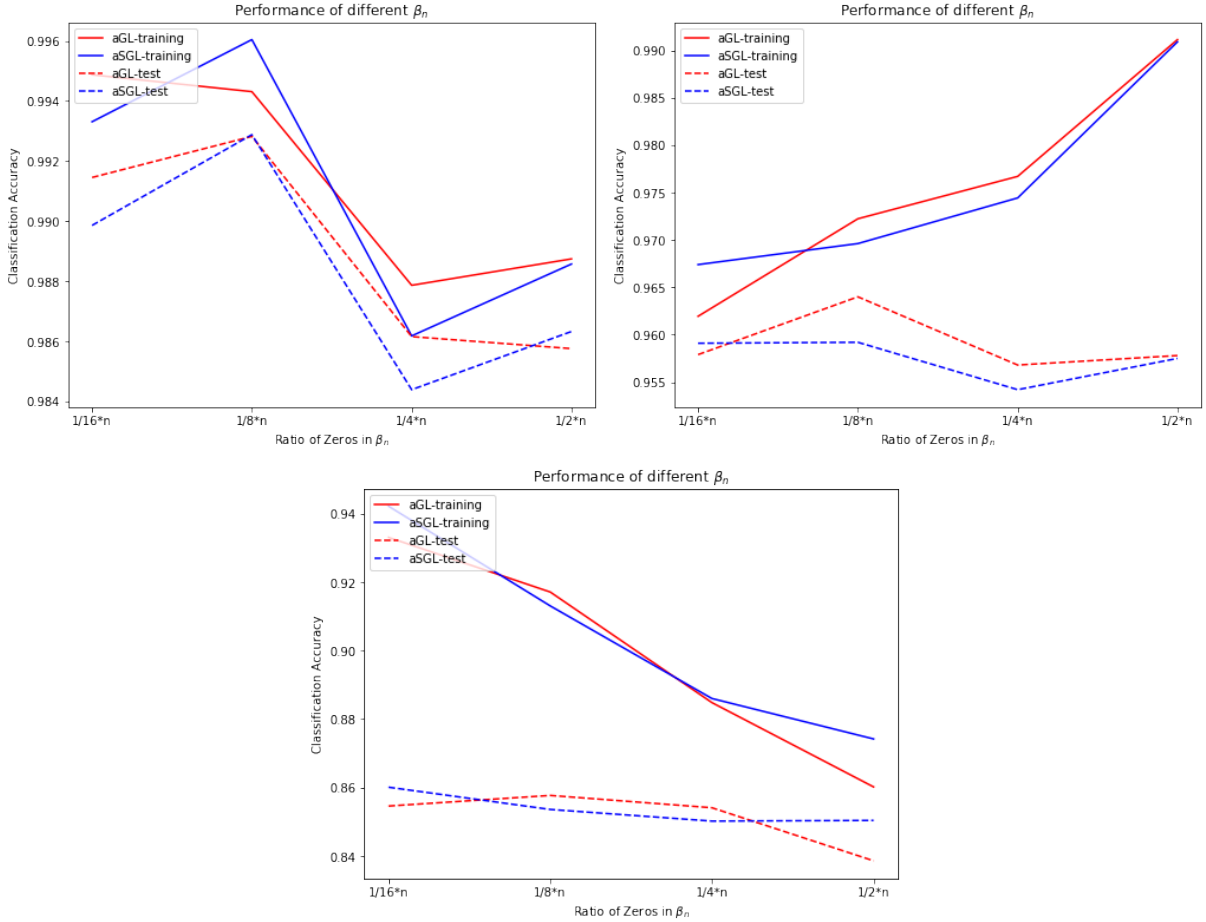 Performance of different βn
0.996
0.994
0.992
0.990
0.988
0.986
0.984
Classification Accuracy
aGL-training
aSGL-training
aGL-test
aSGL-test
1/16*n 1/8*n 1/4*n 1/2*n
Ratio of Zeros in βn
Performance of different βn
0.990
0.985
0.980
0.975
0.970
0.965
0.960
0.955
Classification Accuracy
aGL-training
aSGL-training
aGL-test
aSGL-test
1/16*n 1/8*n 1/4*n 1/2*n
Ratio of Zeros in βn
Performance of different βn
0.94
0.92
0.90
0.88
0.86
0.84
Classification Accuracy
aGL-training
aSGL-training
aGL-test
aSGL-test
1/16*n 1/8*n 1/4*n 1/2*n
Ratio of Zeros in βn